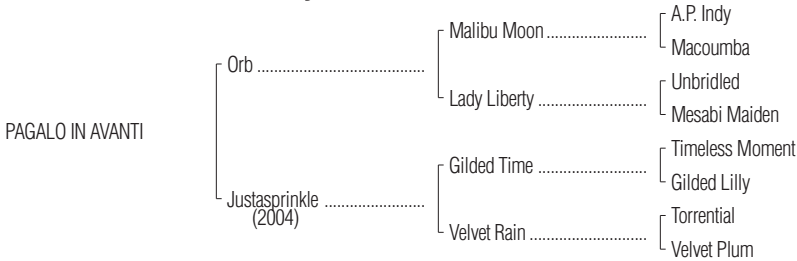 A.P. Indy
Malibu Moon ........................
Macoumba
Orb .....................................
Unbridled
Lady Liberty ........................
Mesabi Maiden
PAGALO IN AVANTI
Timeless Moment
Gilded Time ........................
Gilded Lilly
Justasprinkle ......................
(2004)
Torrential
Velvet Rain ..........................
Velvet Plum